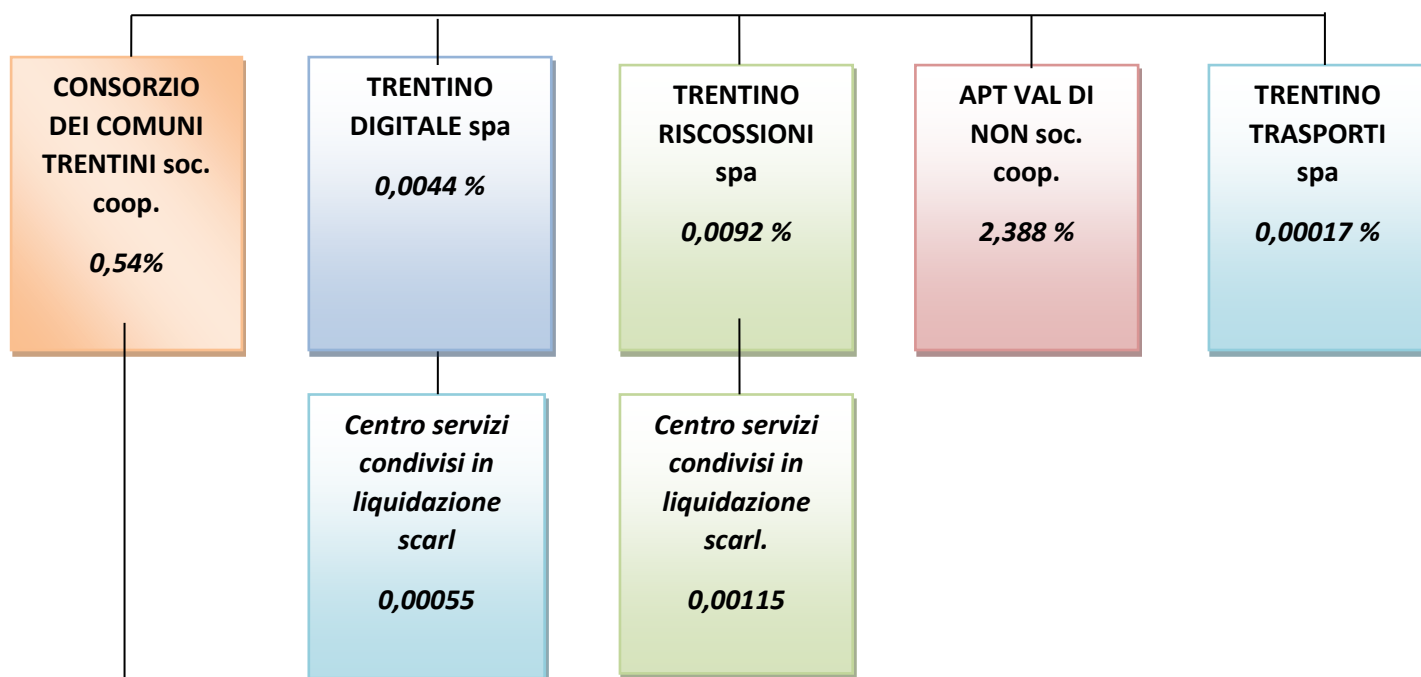 CONSORZIO
DEI COMUNI
TRENTINI soc.
coop.
0,54%
TRENTINO
DIGITALE spa
0,0044 %
TRENTINO
RISCOSSIONI
spa
0,0092 %
APT VAL DI
NON soc.
coop.
2,388 %
TRENTINO
TRASPORTI
spa
0,00017 %
Centro servizi
condivisi in
liquidazione
scarl
0,00055
Centro servizi
condivisi in
liquidazione
scarl.
0,00115